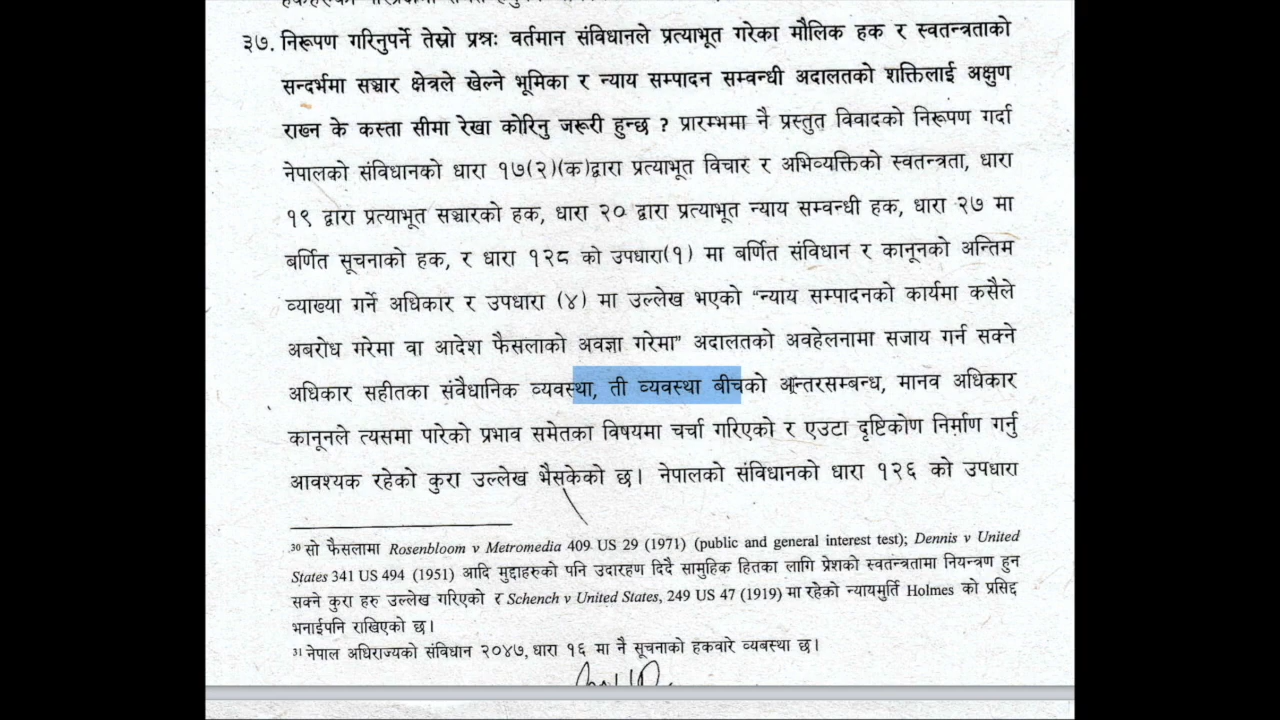 ३७. निरूपण गरिनुपर्ने तेस्रो प्रश्नः वर्तमान संविधानले प्रत्याभूत गरेका मौलिक हक र स्वतन्त्रताको
सन्दर्भमा सञ्चार क्षेत्रले खेल्ने भूमिका र न्याय सम्पादन सम्वन्धी अदालतको शक्तिलाई अक्षुण
राख्न के कस्ता सीमा रेखा कोरिनु जरूरी हुन्छ ? प्रारम्भमा नै प्रस्तुत विवादको निरूपण गर्दा
नेपालको संविधानको धारा १७(२)(क)द्वारा प्रत्याभूत विचार र अभिव्यक्तिको स्वतन्त्रता, धारा
१९ द्वारा प्रत्याभूत सञ्चारको हक, धारा २० द्वारा प्रत्याभूत न्याय सम्वन्धी हक, धारा २७ मा
बर्णित सूचनाको हक, र धारा १२८ को उपधारा(१) मा बर्णित संविधान र कानूनको अन्तिम
व्याख्या गर्ने अधिकार र उपधारा (४) मा उल्लेख भएको "न्याय सम्पादनको कार्यमा कसैले
अबरोध गरेमा वा आदेश फैसलाको अवज्ञा गरेमा" अदालतको अवहेलनामा सजाय गर्न सक्ने
अधिकार सहीतका संवैधानिक व्यवस्था, ती व्यवस्था बीचको अन्तरसम्बन्ध, मानव अधिकार
कानूनले त्यसमा पारेको प्रभाव समेतका विषयमा चर्चा गरिएको र एउटा दृष्टिकोण निर्माण गर्नु
आवश्यक रहेको कुरा उल्लेख भैसकेको छ। नेपालको संविधानको धारा १२६ को उपधारा
30 सो फैसलामा Rosenbloom v Metromedia 409 US 29 (1971) (public and general interest test); Dennis v United
States 341 US 494 (1951) आदि मुद्दाहरुको पनि उदारहण दिदै सामुहिक हितका लागि प्रेशको स्वतन्त्रतामा नियन्त्रण हुन
सक्ने कुरा हरु उल्लेख गरिएको र Schench v United States, 249 US 47 (1919) मा रहेको न्यायमुर्ति Holmes को प्रसिद्द
भनाईपनि राखिएको छ।
31 नेपाल अधिराज्यको संविधान २०४७, धारा १६ मा नै सूचनाको हकवारे व्यबस्था छ।